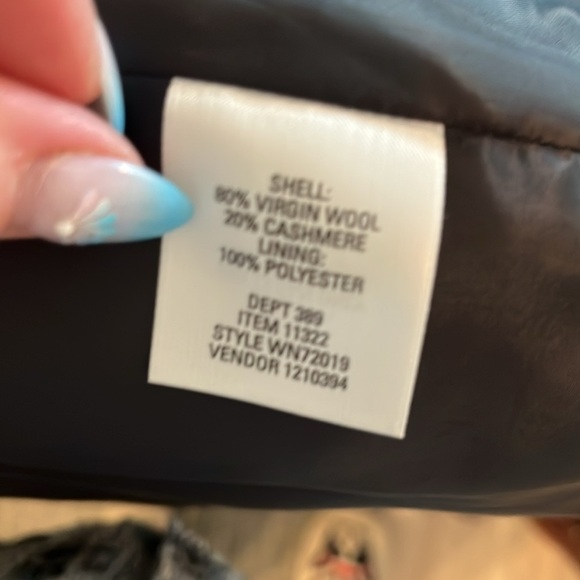 SHELL:
80% VIRGIN WOOL
20% CASHMERE
LINING:
100% POLYESTER
DEPT 389
ITEM 11322
STYLE WN72019
VENDOR 1210394